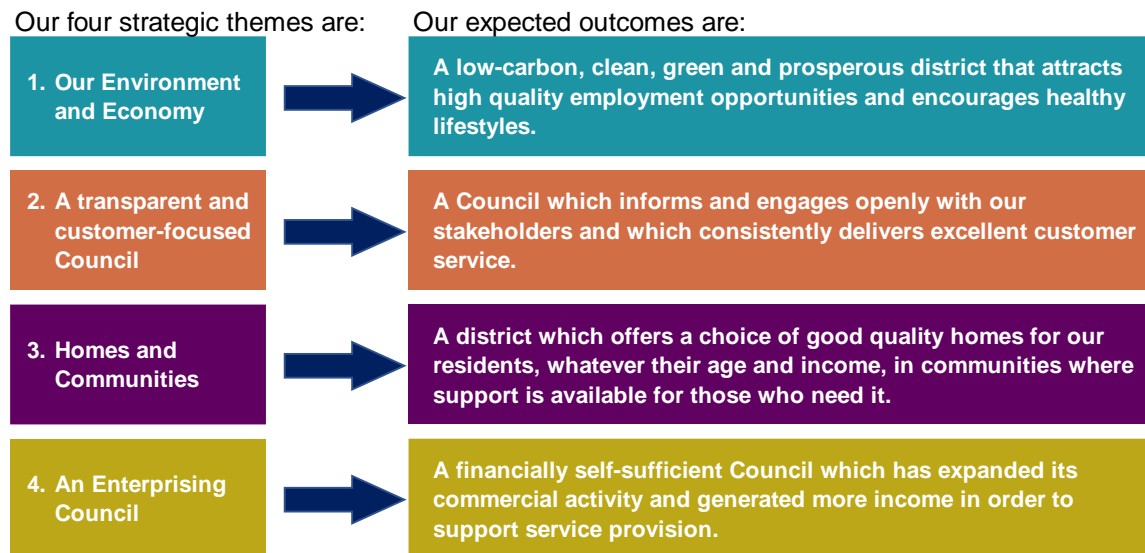 Our four strategic themes are:
Our expected outcomes are:
1. Our Environment
and Economy
A low-carbon, clean, green and prosperous district that attracts
high quality employment opportunities and encourages healthy
lifestyles.
2. A transparent and
customer-focused
Council
A Council which informs and engages openly with our
stakeholders and which consistently delivers excellent customer
service.
3. Homes and
Communities
A district which offers a choice of good quality homes for our
residents, whatever their age and income, in communities where
support is available for those who need it.
4. An Enterprising
Council
A financially self-sufficient Council which has expanded its
commercial activity and generated more income in order to
support service provision.